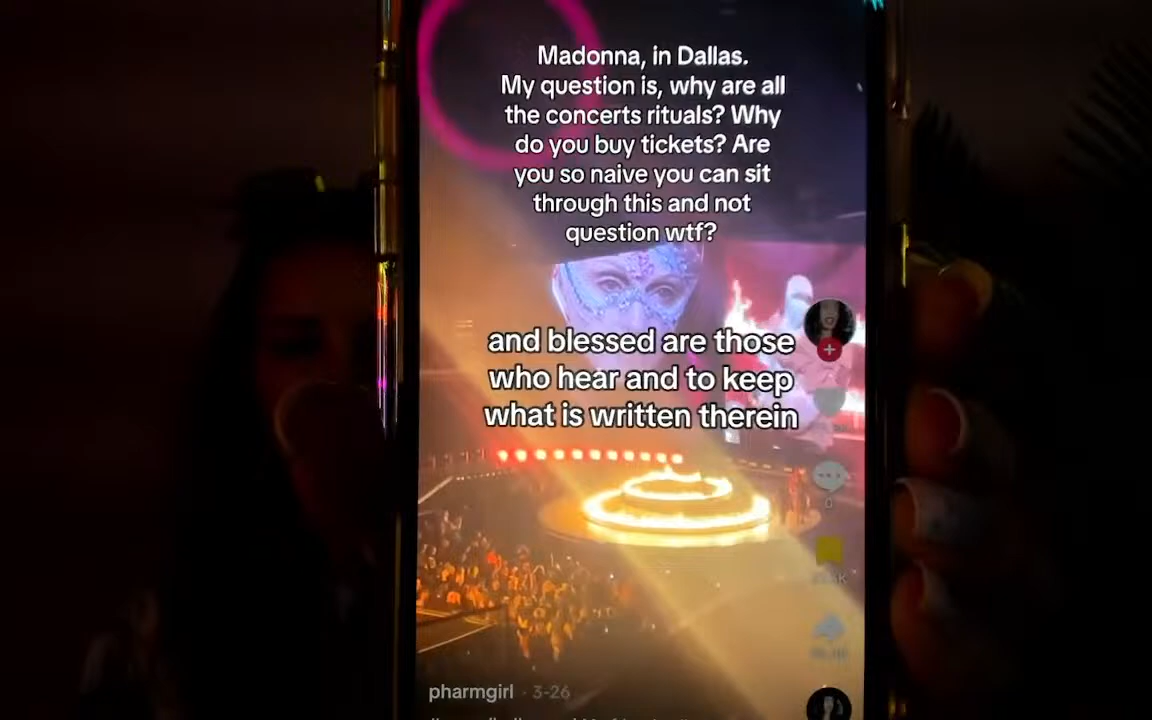 Madonna, in Dallas.
My question is, why are all
the concerts rituals? Why
do you buy tickets? Are
you so naive you can sit
through this and not
question wtf?
and blessed are those
who hear and to keep
what is written therein
0
pharmgirl · 3-26